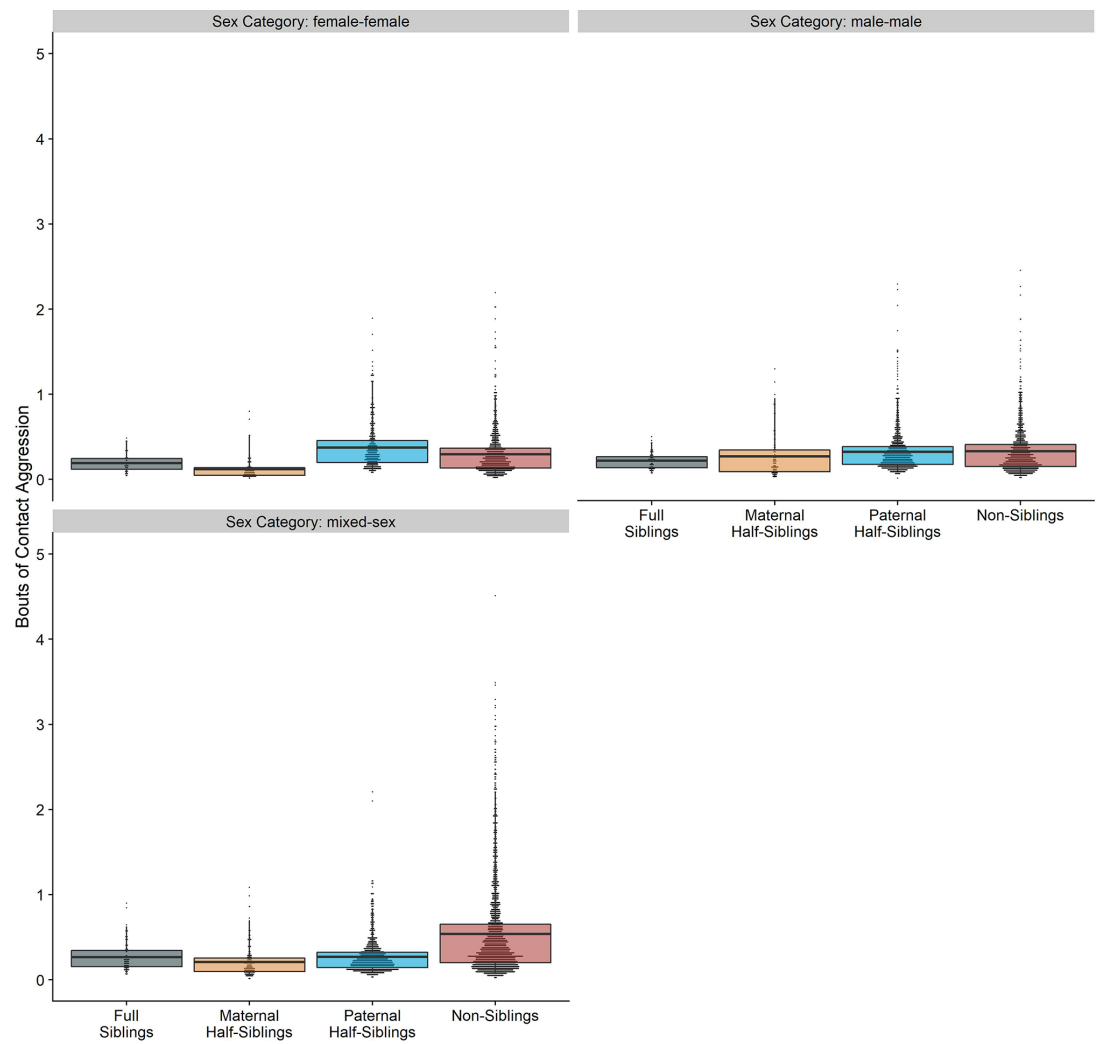 Sex Category: female-female
Sex Category: male-male
5
4
3
2
1
0
Full
Siblings
Maternal
Half-Siblings
Paternal
Half-Siblings
Non-Siblings
Bouts of Contact Aggression
Sex Category: mixed-sex
5
4
3
2
1
0
Full
Siblings
Maternal
Half-Siblings
Paternal
Half-Siblings
Non-Siblings